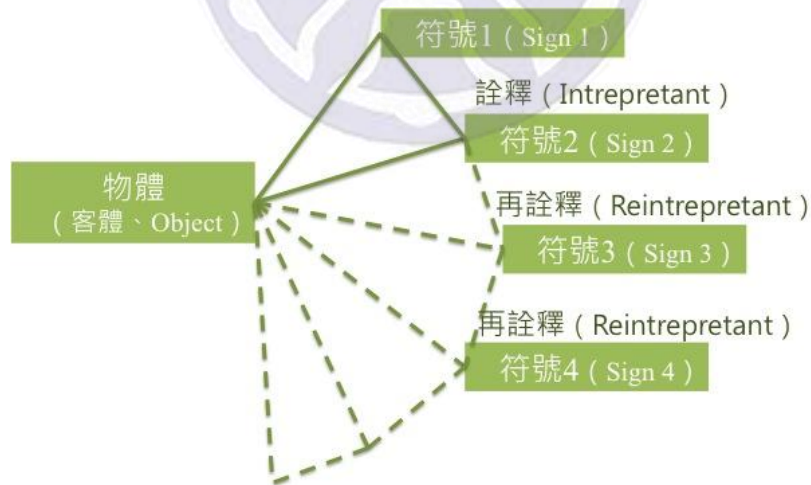 符號1（Sign 1）
詮釋（Intrepretant）
符號2（Sign 2）
物體
（客體、Object）
再詮釋（Reintrepretant）
符號3（Sign 3）
再詮釋（Reintrepretant）
符號4（Sign 4）